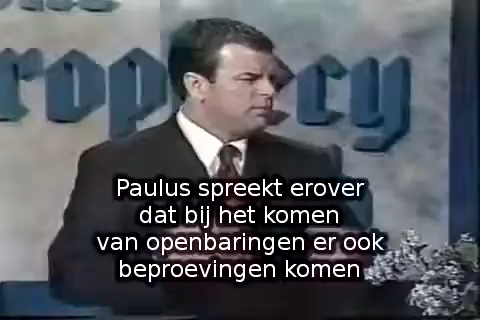 Paulus spreekt erover
dat bij het komen
van openbaringen er ook
beproevingen komen